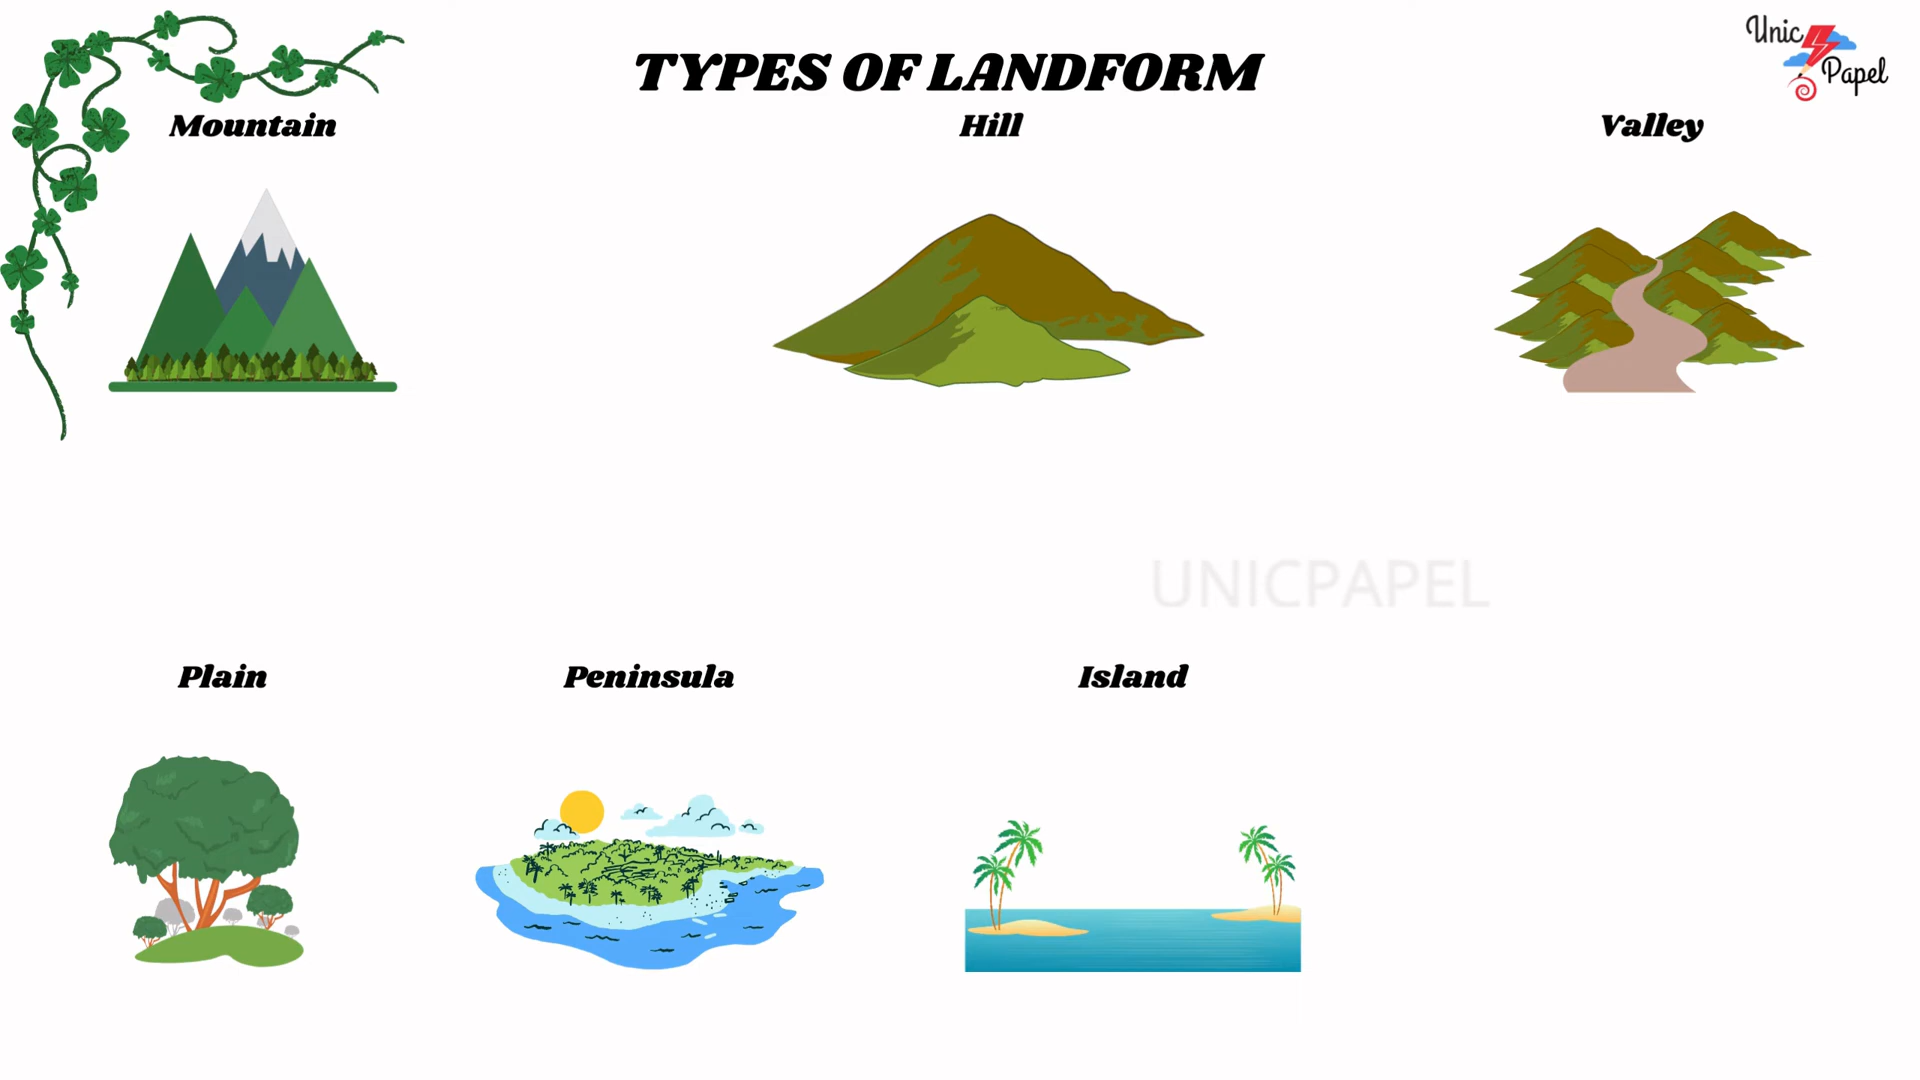 Unic
Papel
TYPES OF LANDFORM
Mountain
Hill
Valley
UNICPAPEL
Plain
Peninsula
Island